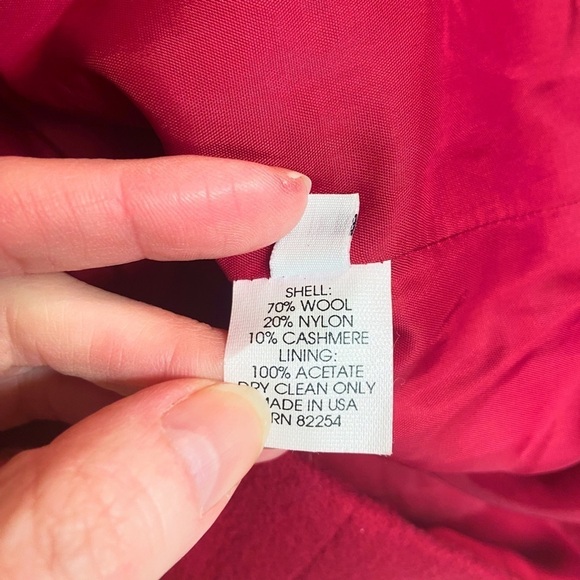 SHELL:
70% WOOL
20% NYLON
10% CASHMERE
LINING:
100% ACETATE
DRY CLEAN ONLY
MADE IN USA
RN 82254